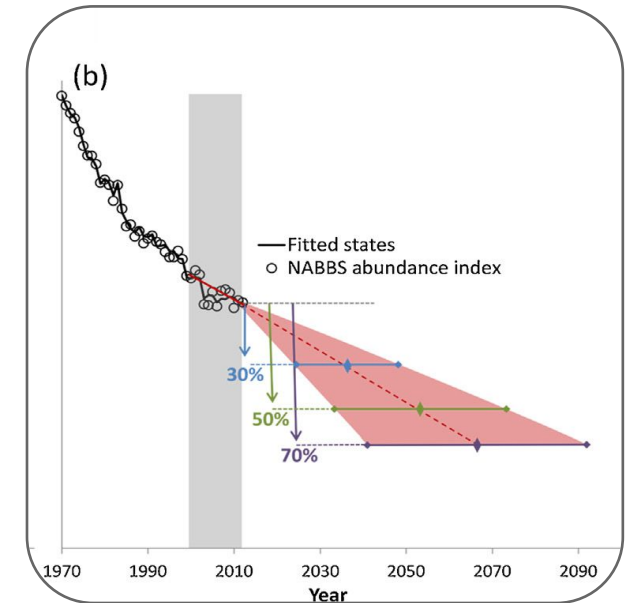 (b)
Fitted states
NABBS abundance index
30%
50%
70%
1970 1990 2010 2030 2050 2070 2090
Year